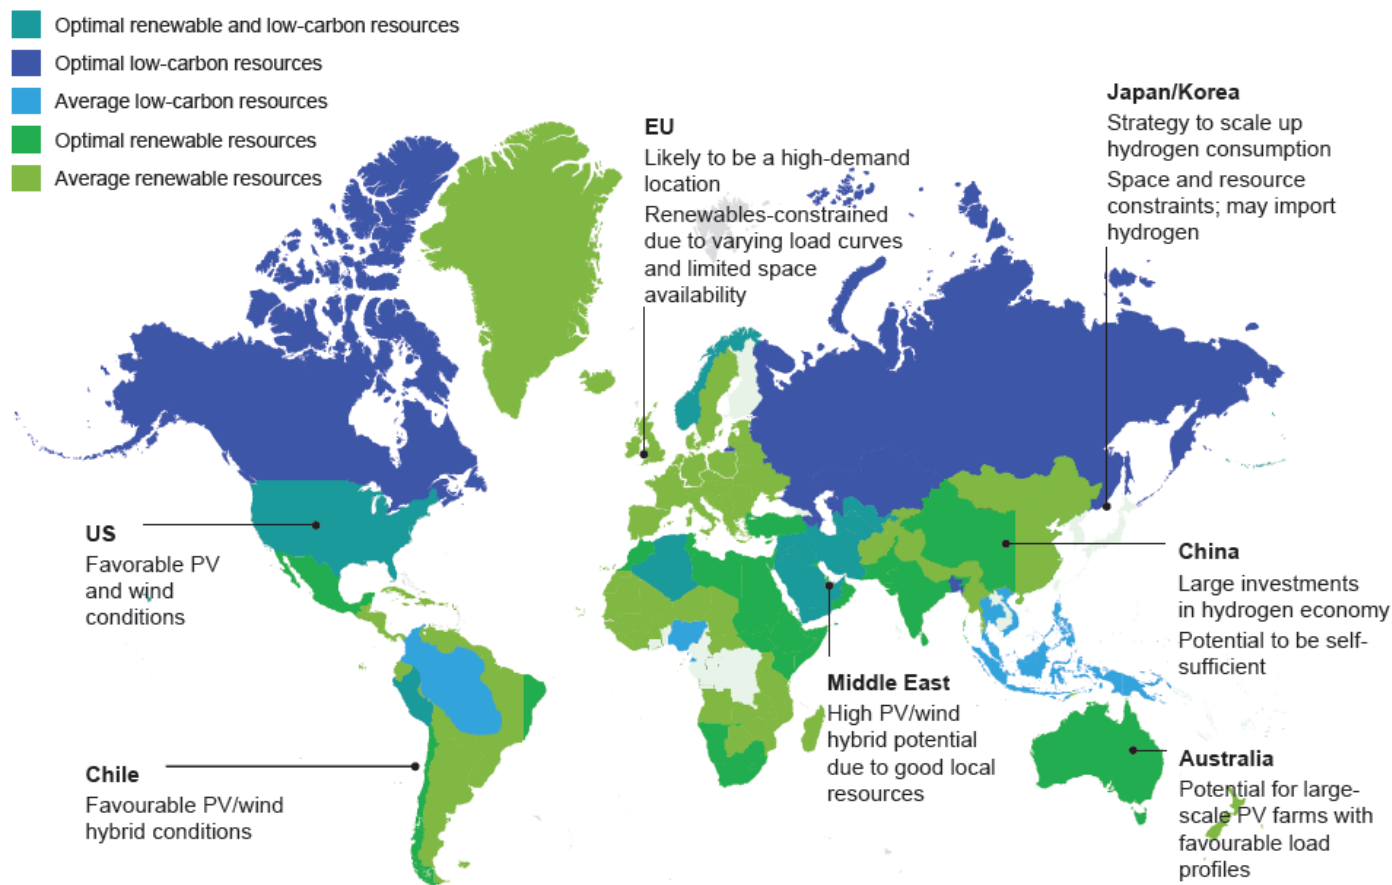 Optimal renewable and low-carbon resources
Optimal low-carbon resources
Average low-carbon resources
Optimal renewable resources
Average renewable resources
EU
Likely to be a high-demand
location
Renewables-constrained
due to varying load curves
and limited space
availability
Japan/Korea
Strategy to scale up
hydrogen consumption
Space and resource
constraints; may import
hydrogen
US
Favorable PV
and wind
conditions
China
Large investments
in hydrogen economy
Potential to be self-
sufficient
Middle East
High PV/wind
hybrid potential
due to good local
resources
Chile
Favourable PV/wind
hybrid conditions
Australia
Potential for large-
scale PV farms with
favourable load
profiles